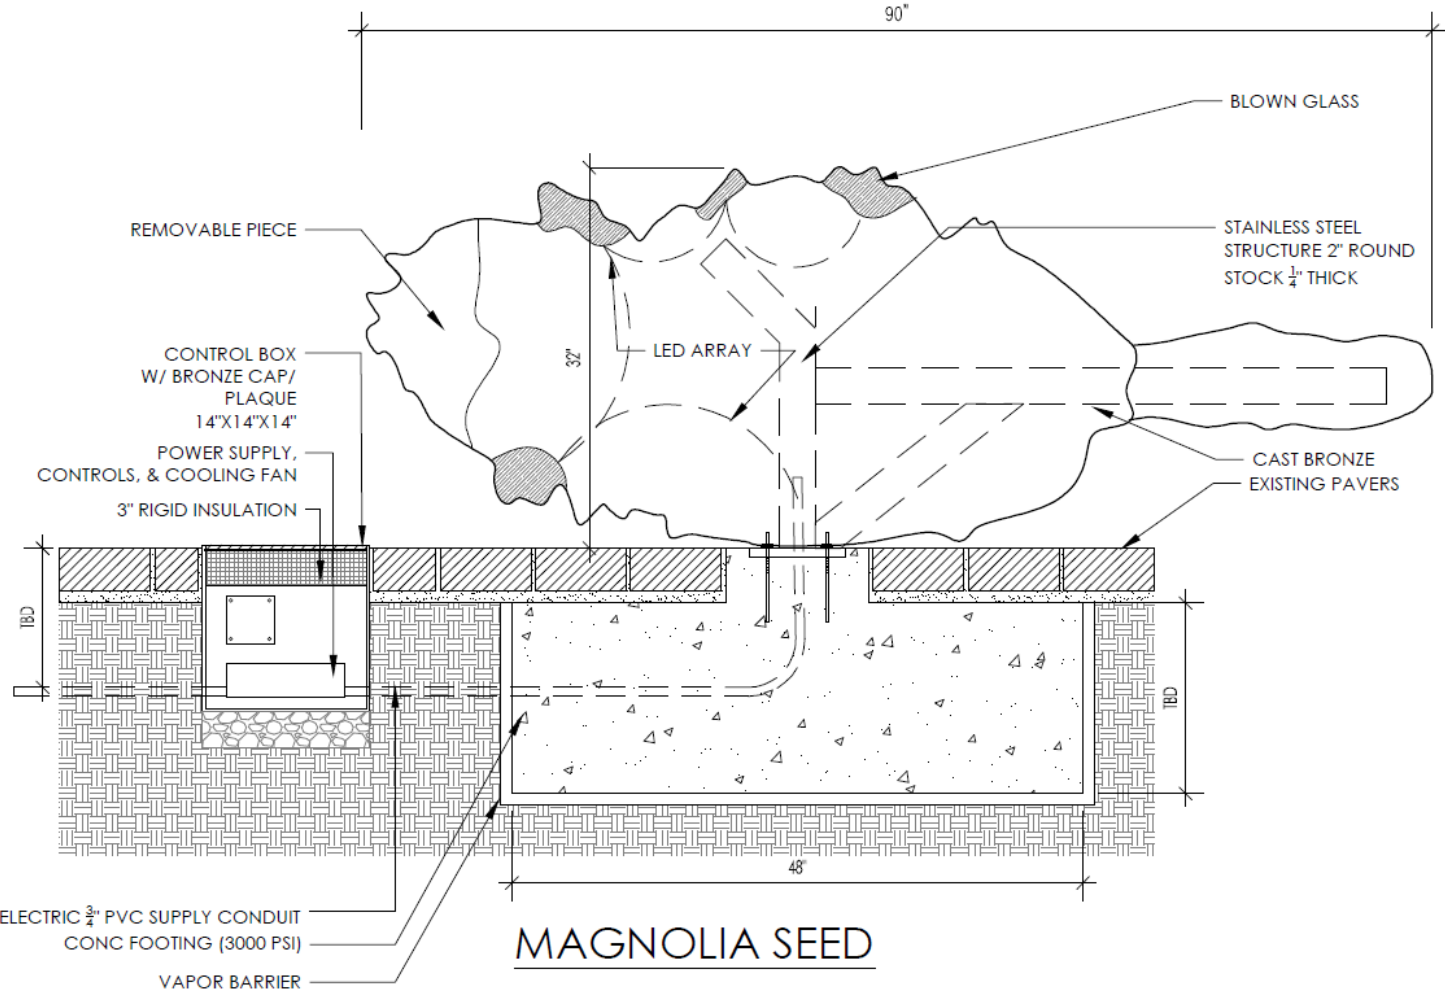 90"
BLOWN GLASS
REMOVABLE PIECE
STAINLESS STEEL
STRUCTURE 2" ROUND
STOCK 1/4" THICK
32"
LED ARRAY
CONTROL BOX
W/ BRONZE CAP/
PLAQUE
14"X14"X14"
POWER SUPPLY,
CONTROLS, & COOLING FAN
3" RIGID INSULATION
CAST BRONZE
EXISTING PAVERS
TBD
TBD
48"
ELECTRIC 3/4" PVC SUPPLY CONDUIT
CONC FOOTING (3000 PSI)
VAPOR BARRIER
MAGNOLIA SEED